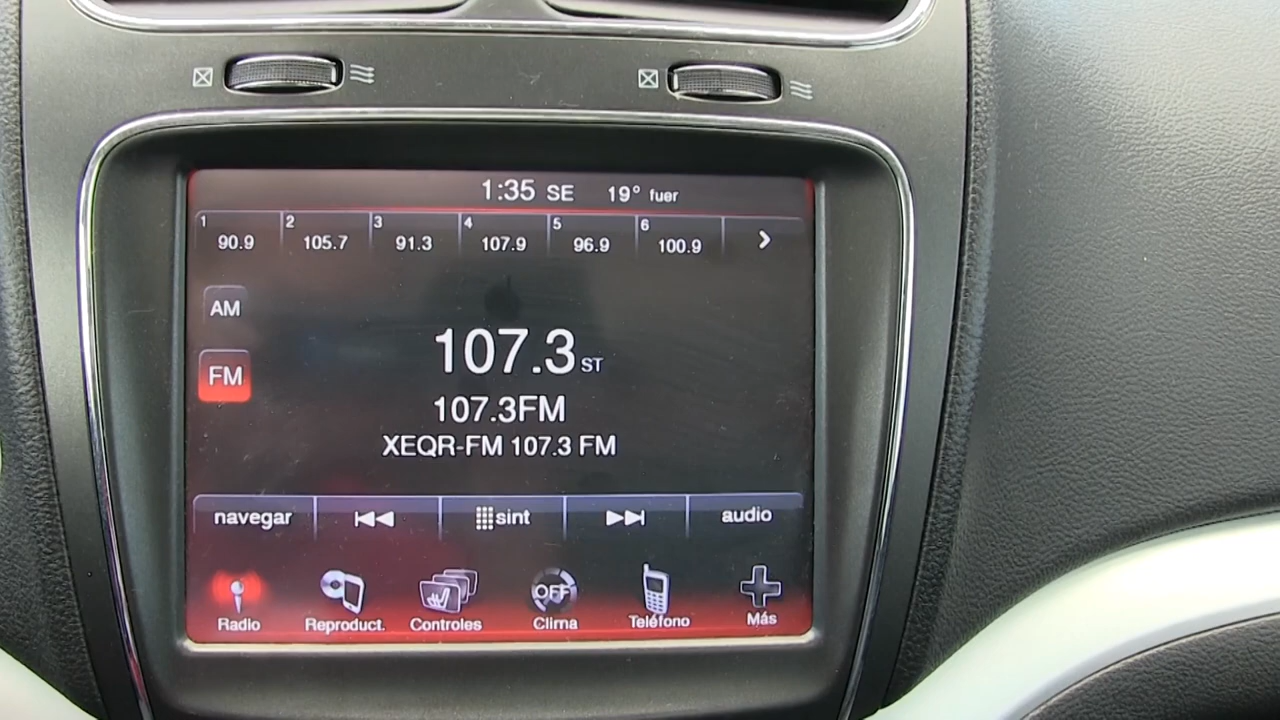 1:35 SE 19° fuer
1 2 3 4 5 6
90.9 105.7 91.3 107.9 96.9 100.9
AM
107.3 ST
FM
107.3FM
XEQR-FM 107.3 FM
navegar sint audio
OFF
Radio Reproduct. Controles Clima Teléfono Más